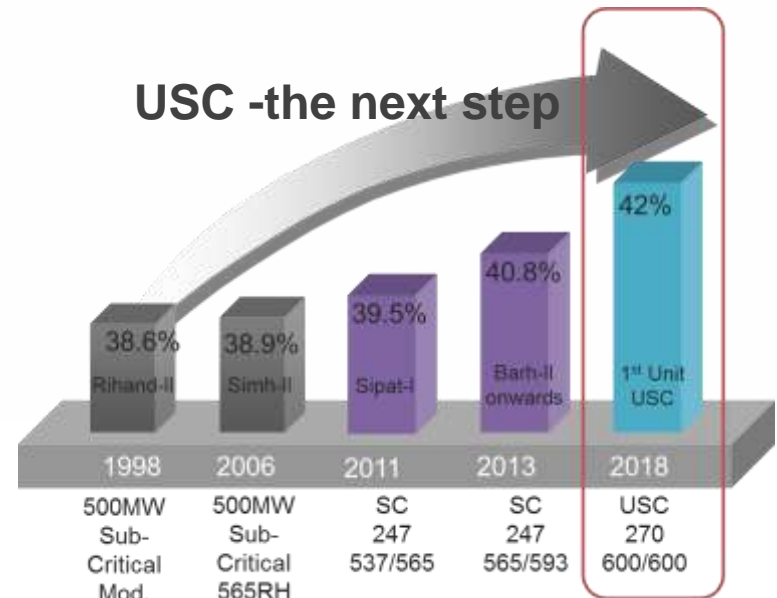 USC -the next step
38.6%
38.9%
39.5%
40.8%
42%
Rihand-II
Simh-II
Sipat-I
Barh-II
onwards
1st Unit
USC
1998 2006 2011 2013 2018
500MW
Sub-
Critical
Mod
500MW
Sub-
Critical
565RH
SC
247
537/565
SC
247
565/593
USC
270
600/600